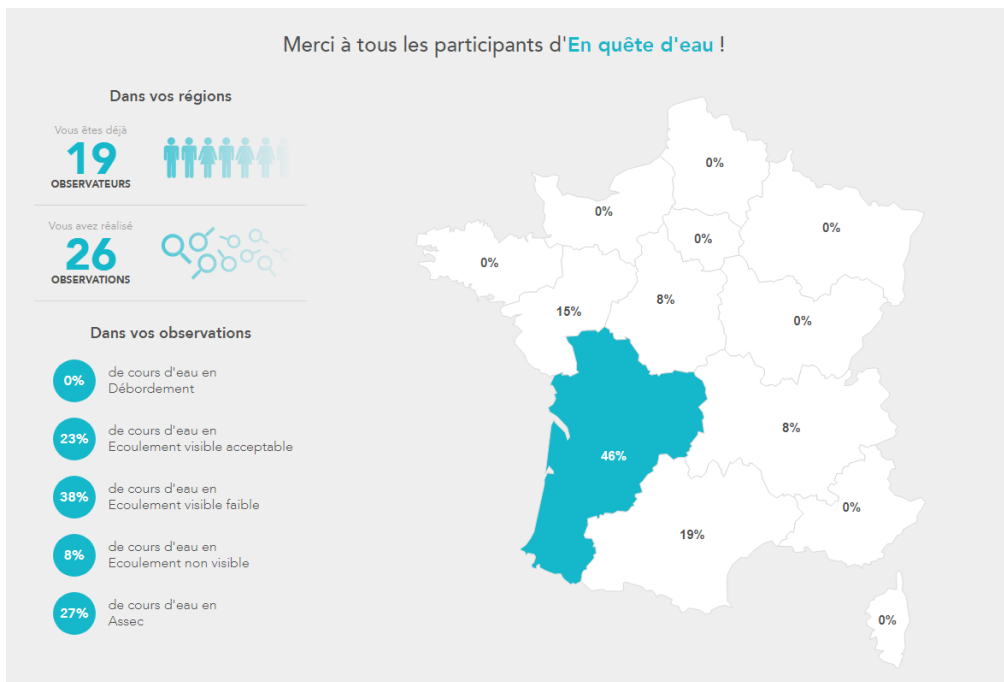 Merci à tous les participants d'En quête d'eau !
Dans vos régions
Vous êtes déjà
19
OBSERVATEURS
Vous avez réalisé
26
OBSERVATIONS
Dans vos observations
0%
de cours d'eau en
Débordement
23%
de cours d'eau en
Ecoulement visible acceptable
38%
de cours d'eau en
Ecoulement visible faible
8%
de cours d'eau en
Ecoulement non visible
27%
de cours d'eau en
Assec
0%
0%
0%
0%
0%
8%
15%
0%
8%
46%
0%
19%
0%